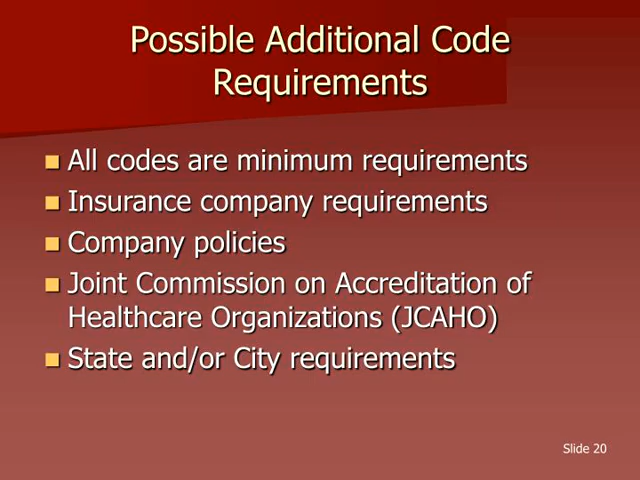 Possible Additional Code
Requirements
All codes are minimum requirements
Insurance company requirements
Company policies
Joint Commission on Accreditation of
Healthcare Organizations (JCAHO)
State and/or City requirements
Slide 20